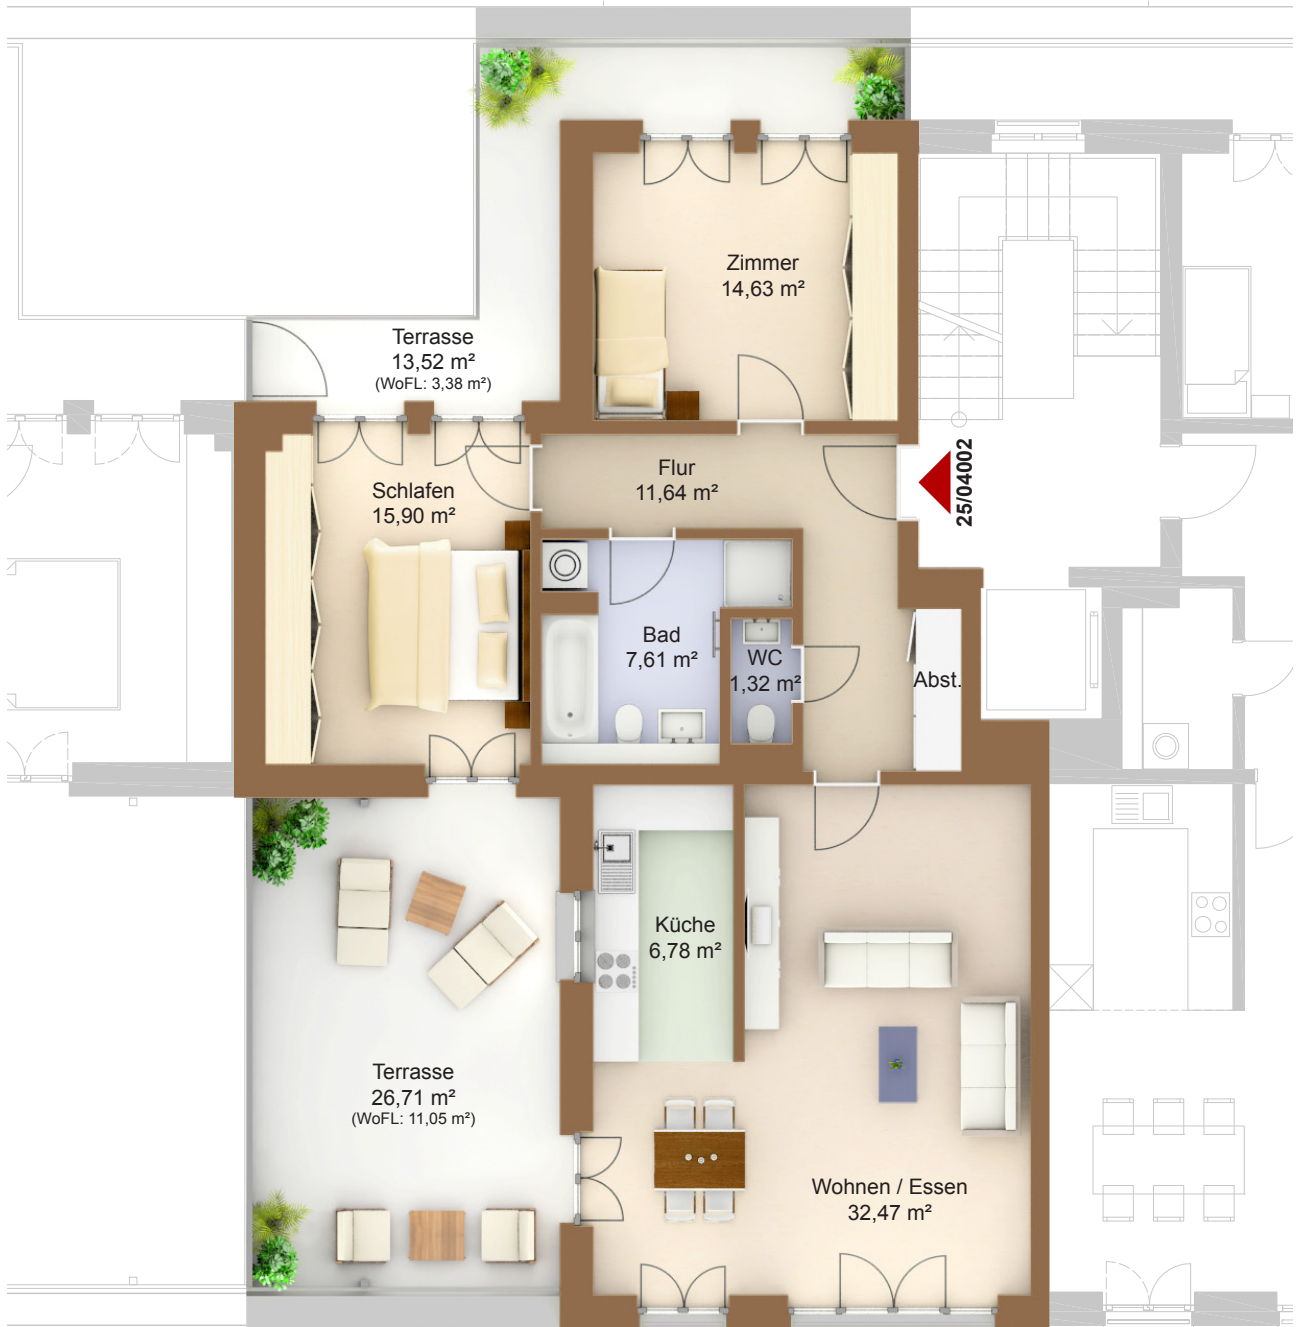 Zimmer
14,63 m²
Terrasse
13,52 m²
(WoFL: 3,38 m²)
Flur
11,64 m²
25/04002
Schlafen
15,90 m²
Bad
7,61 m²
WC
1,32 m²
Abst.
Küche
6,78 m²
Terrasse
26,71 m²
(WoFL: 11,05 m²)
Wohnen / Essen
32,47 m²